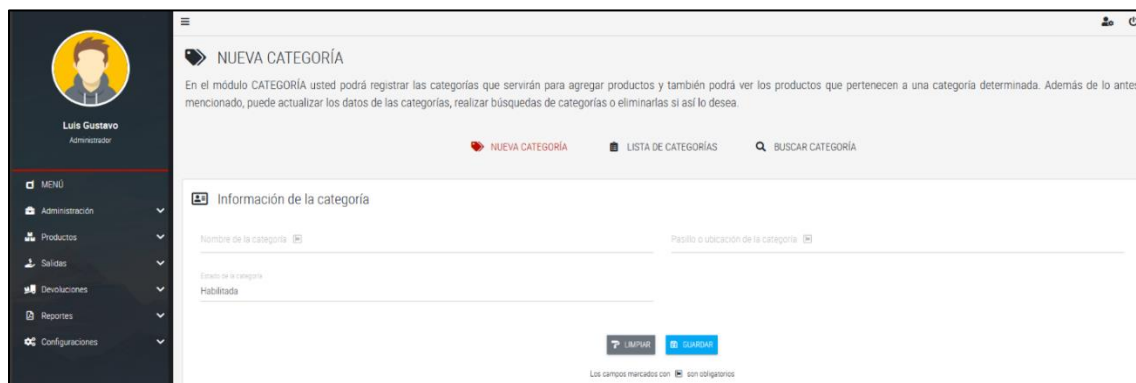 Luis Gustavo
Administrador
MENÚ
Administración
Productos
Salidas
Devoluciones
Reportes
Configuraciones
NUEVA CATEGORÍA
En el módulo CATEGORÍA usted podrá registrar las categorías que servirán para agregar productos y también podrá ver los productos que pertenecen a una categoría determinada. Además de lo antes
mencionado, puede actualizar los datos de las categorías, realizar búsquedas de categorías o eliminarlas si así lo desea.
NUEVA CATEGORÍA LISTA DE CATEGORÍAS BUSCAR CATEGORÍA
Información de la categoría
Nombre de la categoría Pasillo o ubicación de la categoría
Estado de la categoría
Habilitada
LIMPIAR GUARDAR
Los campos marcados con son obligatorios